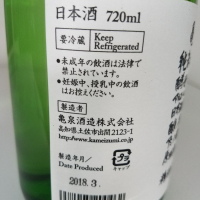 日本酒 720ml
要冷蔵
Keep
Refrigerated
●未成年の飲酒は法律で
禁止されています。
●妊娠中、授乳中の飲酒
はお控えください。
製造者
亀泉酒造株式会社
高知県土佐市出間2123-1
http://www.kameizumi.co.jp
製造年月/
Date Produced
2018.3.
キャップ